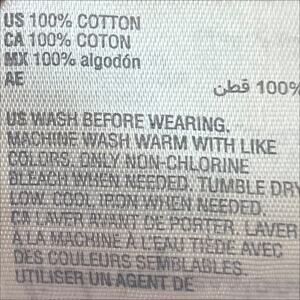 US 100% COTTON
CA 100% COTON
MX 100% algodón
AE 100% قطن
US WASH BEFORE WEARING.
MACHINE WASH WARM WITH LIKE
COLORS. ONLY NON-CHLORINE
BLEACH WHEN NEEDED. TUMBLE DRY
LOW. COOL IRON WHEN NEEDED.
CA LAVER AVANT DE PORTER. LAVER
À LA MACHINE À L'EAU TIÈDE AVEC
DES COULEURS SEMBLABLES.
UTILISER UN AGENT DE